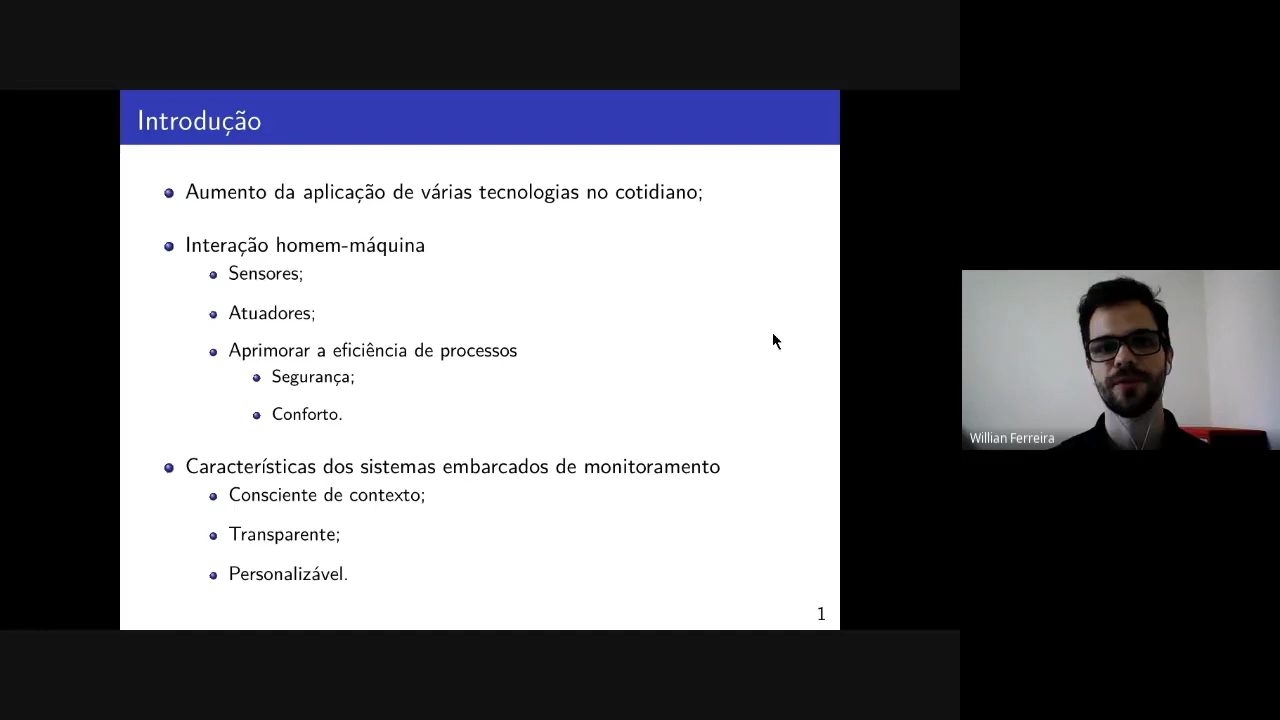 Introdução
Aumento da aplicação de várias tecnologias no cotidiano;
Interação homem-máquina
Sensores;
Atuadores;
Aprimorar a eficiência de processos
Segurança;
Conforto.
Características dos sistemas embarcados de monitoramento
Consciente de contexto;
Transparente;
Personalizável.
1
Willian Ferreira